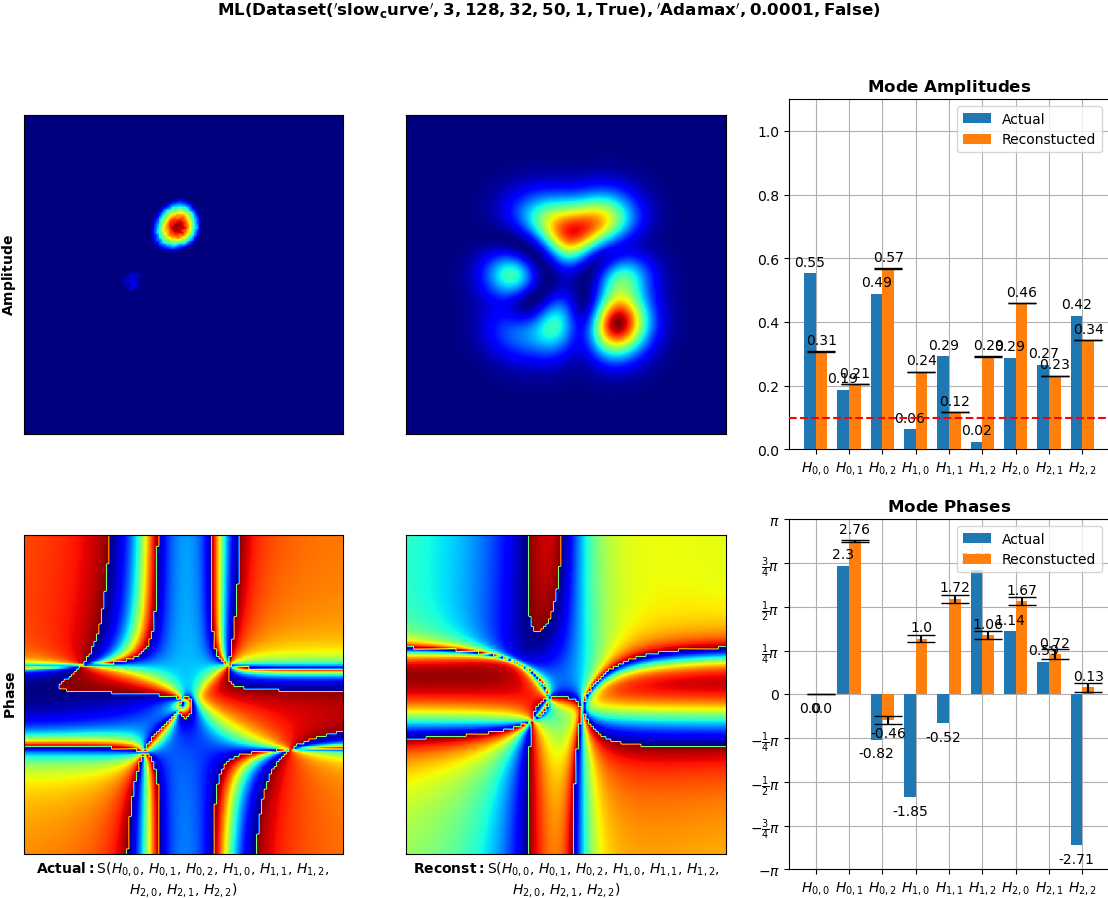 ML(Dataset('slow_curve', 3, 128, 32, 50, 1, True), 'Adamax', 0.0001, False)
Amplitude
Mode Amplitudes
Actual
Reconstucted
1.0
0.8
0.6
0.4
0.2
0.0
0.55
0.31
0.19
0.21
0.49
0.57
0.06
0.24
0.29
0.12
0.02
0.29
0.29
0.46
0.27
0.23
0.42
0.34
H0,0 H0,1 H0,2 H1,0 H1,1 H1,2 H2,0 H2,1 H2,2
Phase
Mode Phases
Actual
Reconstucted
π
3/4π
1/2π
1/4π
0
−1/4π
−1/2π
−3/4π
−π
0.0
0.0
2.3
2.76
-0.82
-0.46
-1.85
1.0
-0.52
1.72
1.06
1.14
1.67
0.59
0.72
-2.71
0.13
H0,0 H0,1 H0,2 H1,0 H1,1 H1,2 H2,0 H2,1 H2,2
Actual: S(H0,0, H0,1, H0,2, H1,0, H1,1, H1,2,
H2,0, H2,1, H2,2)
Reconst: S(H0,0, H0,1, H0,2, H1,0, H1,1, H1,2,
H2,0, H2,1, H2,2)